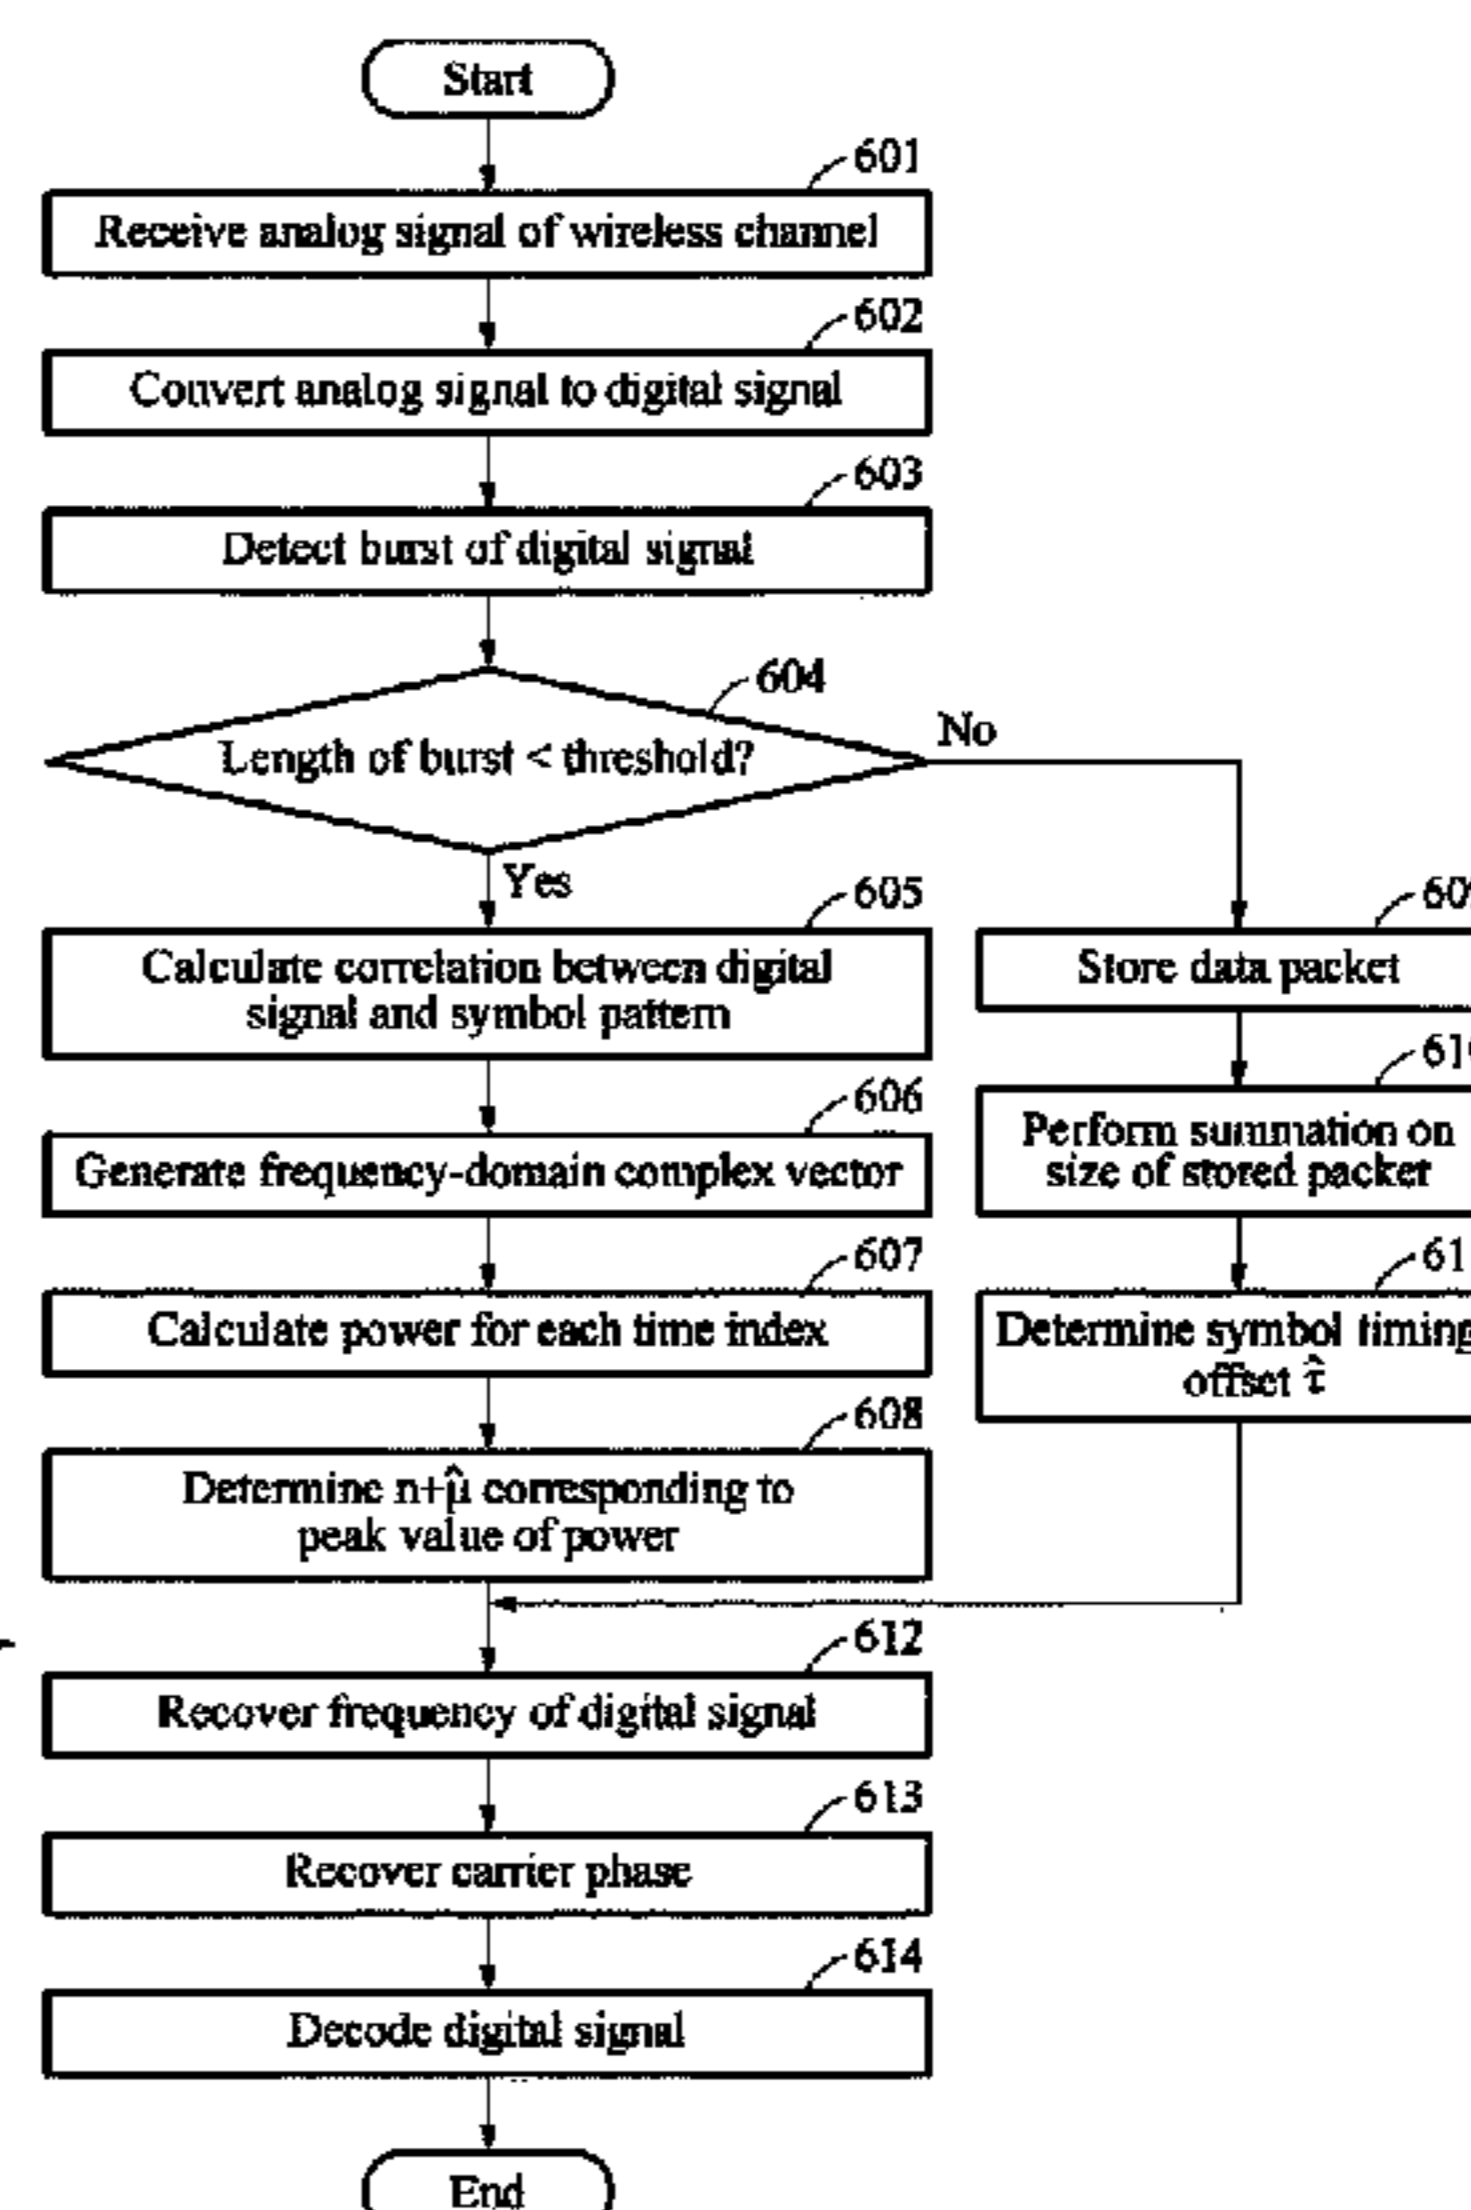 Start
601
Receive analog signal of wireless channel
602
Convert analog signal to digital signal
603
Detect burst of digital signal
604
Length of burst < threshold?
No
Yes
605
Calculate correlation between digital
signal and symbol pattern
606
Generate frequency-domain complex vector
607
Calculate power for each time index
608
Determine n+μ̂ corresponding to
peak value of power
Store data packet
Perform summation on
size of stored packet
Determine symbol timing
offset τ̂
612
Recover frequency of digital signal
613
Recover carrier phase
614
Decode digital signal
End